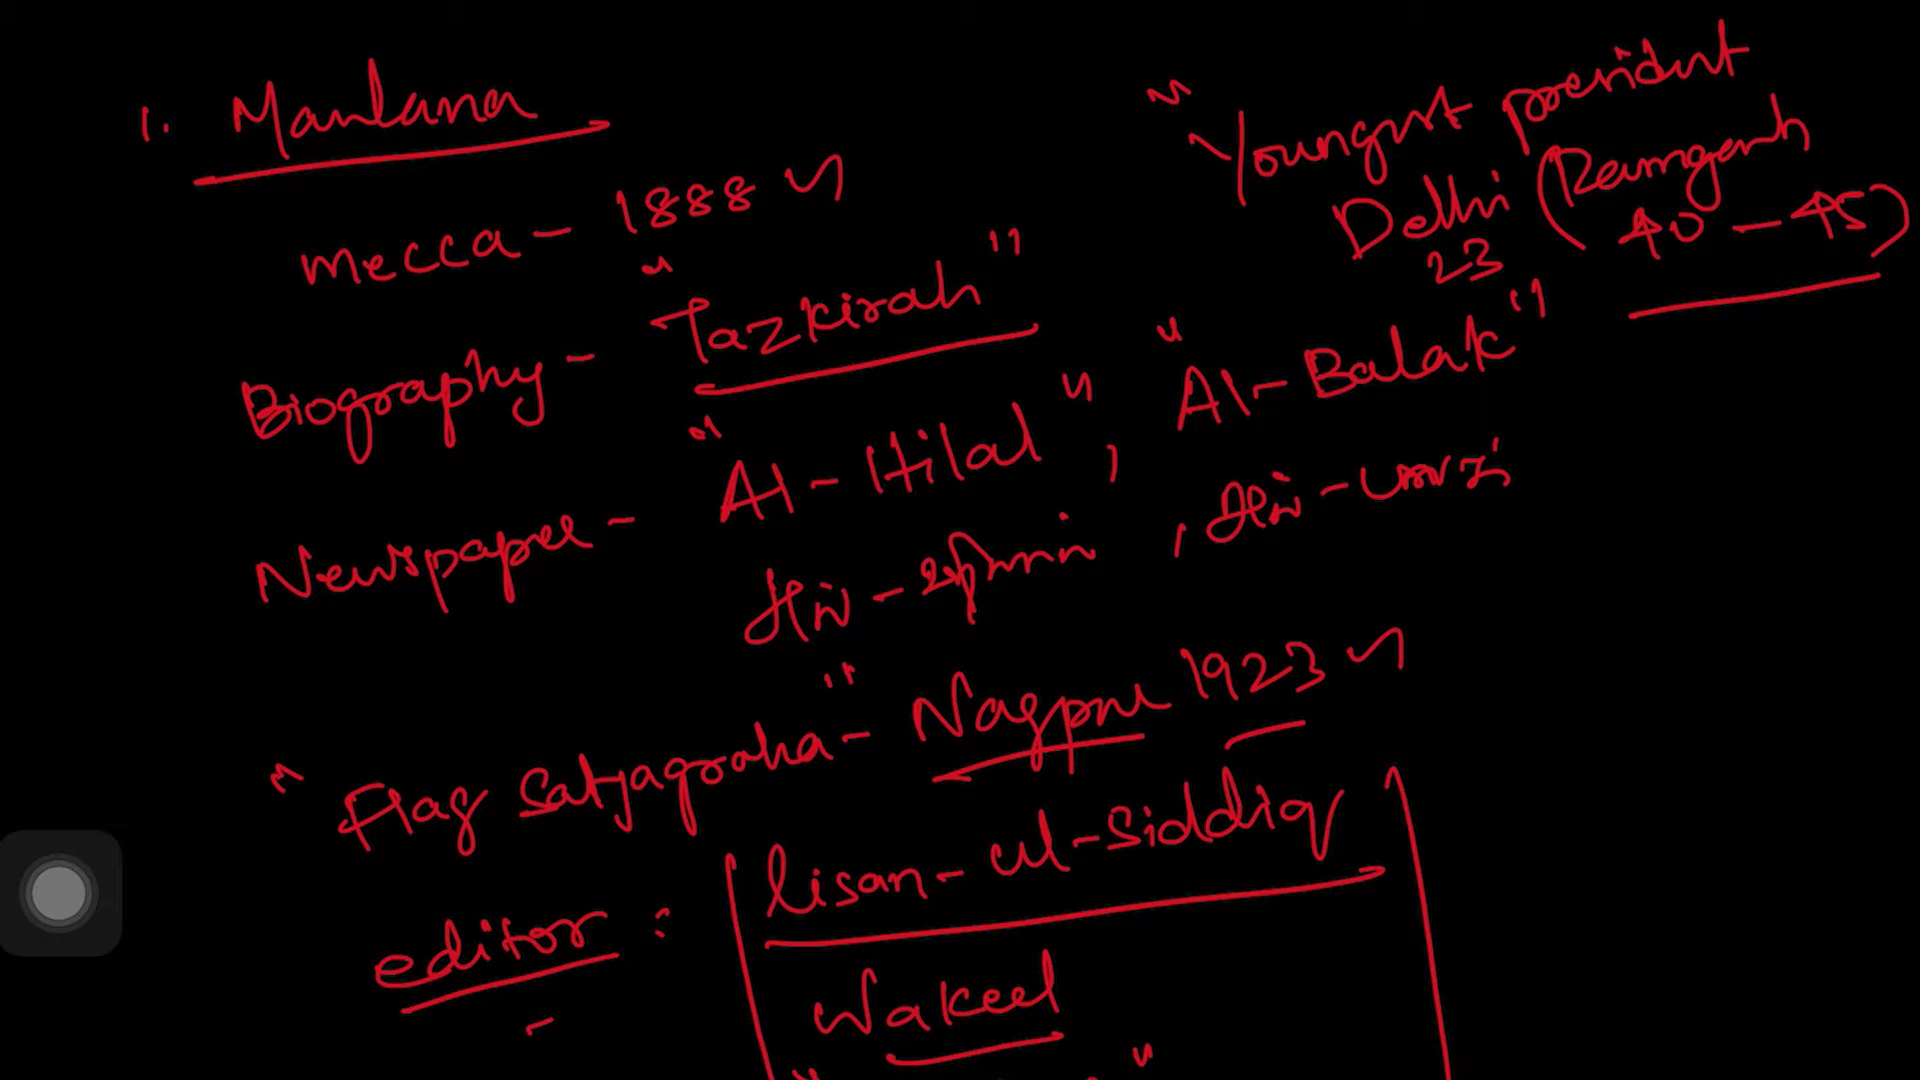 1. Maulana
Mecca - 1888
Biography - "Tazkirah"
Newspaper - "Al-Hilal", "Al-Balak"
"Flag Satyagraha" - Nagpur 1923
editor : lisan-ul-siddiq
Wakeel
"Youngest president
Delhi (Ramgarh
23 40-45)